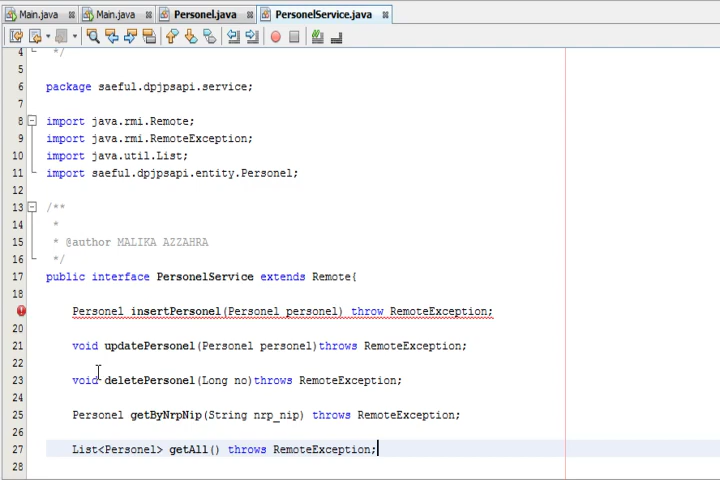 Main.java Main.java Personel.java PersonelService.java
4 */
5
6 package saeful.dpjpsapi.service;
7
8 import java.rmi.Remote;
9 import java.rmi.RemoteException;
10 import java.util.List;
11 import saeful.dpjpsapi.entity.Personel;
12
13 /**
14 *
15 * @author MALIKA AZZAHRA
16 */
17 public interface PersonelService extends Remote{
18
Personel insertPersonel(Personel personel) throw RemoteException;
20
21 void updatePersonel(Personel personel)throws RemoteException;
22
23 void deletePersonel(Long no)throws RemoteException;
24
25 Personel getByNrpNip(String nrp_nip) throws RemoteException;
26
27 List<Personel> getAll() throws RemoteException;
28